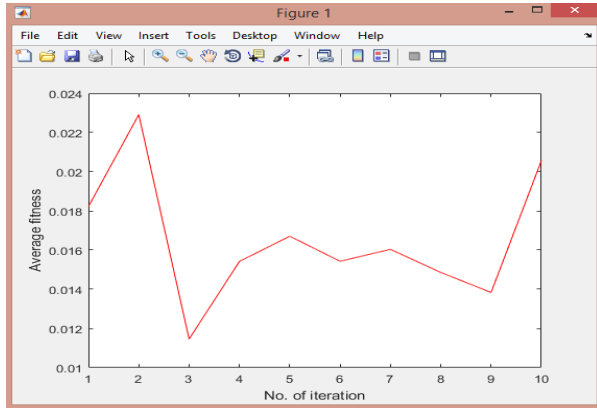 Figure 1
File Edit View Insert Tools Desktop Window Help
0.024
0.022
0.02
0.018
0.016
0.014
0.012
0.01
Average fitness
1 2 3 4 5 6 7 8 9 10
No. of iteration